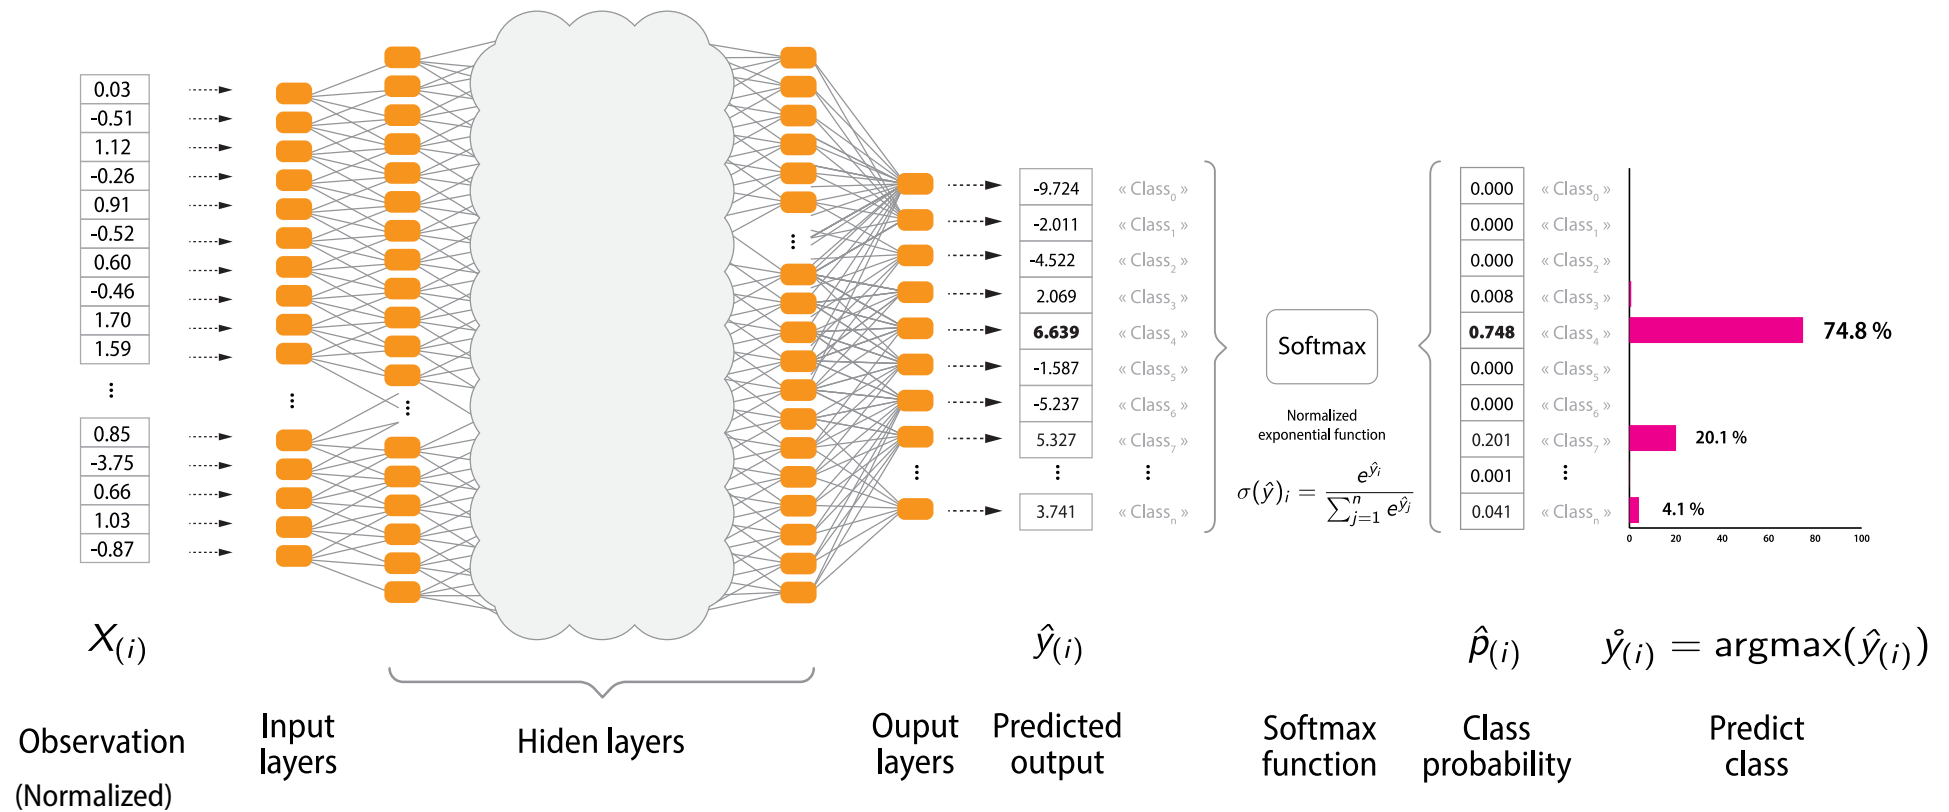 0.03
-0.51
1.12
-0.26
0.91
-0.52
0.60
-0.46
1.70
1.59
...
0.85
-3.75
0.66
1.03
-0.87
...
...
...
...
-9.724 « Class₀ »
-2.011 « Class₁ »
-4.522 « Class₂ »
2.069 « Class₃ »
6.639 « Class₄ »
-1.587 « Class₅ »
-5.237 « Class₆ »
5.327 « Class₇ »
... ...
3.741 « Classₙ »
Softmax
Normalized
exponential function
σ(ŷ)ᵢ = e^{ŷᵢ} / ∑_{j=1}^{n} e^{ŷⱼ}
0.000 « Class₀ »
0.000 « Class₁ »
0.000 « Class₂ »
0.008 « Class₃ »
0.748 « Class₄ » 74.8 %
0.000 « Class₅ »
0.000 « Class₆ »
0.201 « Class₇ » 20.1 %
0.001 ...
0.041 « Classₙ » 4.1 %
0 20 40 60 80 100
X₍ᵢ₎
ŷ₍ᵢ₎
p̂₍ᵢ₎
ẙ₍ᵢ₎ = argmax(ŷ₍ᵢ₎)
Observation
(Normalized)
Input
layers
Hiden layers
Ouput
layers
Predicted
output
Softmax
function
Class
probability
Predict
class